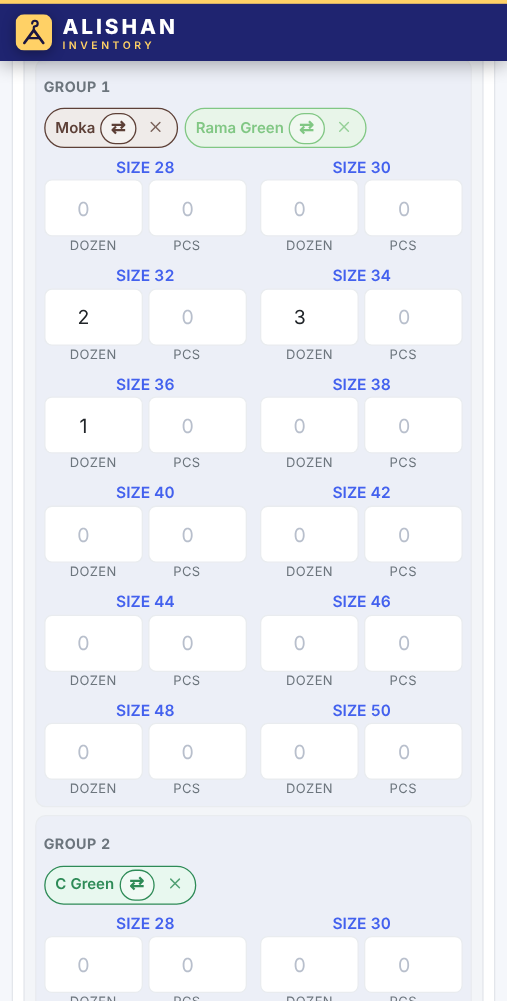 ALISHAN
INVENTORY
GROUP 1
Moka ⇄ × Rama Green ⇄ ×
SIZE 28 SIZE 30
0 0 0 0
DOZEN PCS DOZEN PCS
SIZE 32 SIZE 34
2 0 3 0
DOZEN PCS DOZEN PCS
SIZE 36 SIZE 38
1 0 0 0
DOZEN PCS DOZEN PCS
SIZE 40 SIZE 42
0 0 0 0
DOZEN PCS DOZEN PCS
SIZE 44 SIZE 46
0 0 0 0
DOZEN PCS DOZEN PCS
SIZE 48 SIZE 50
0 0 0 0
DOZEN PCS DOZEN PCS
GROUP 2
C Green ⇄ ×
SIZE 28 SIZE 30
0 0 0 0
DOZEN PCS DOZEN PCS